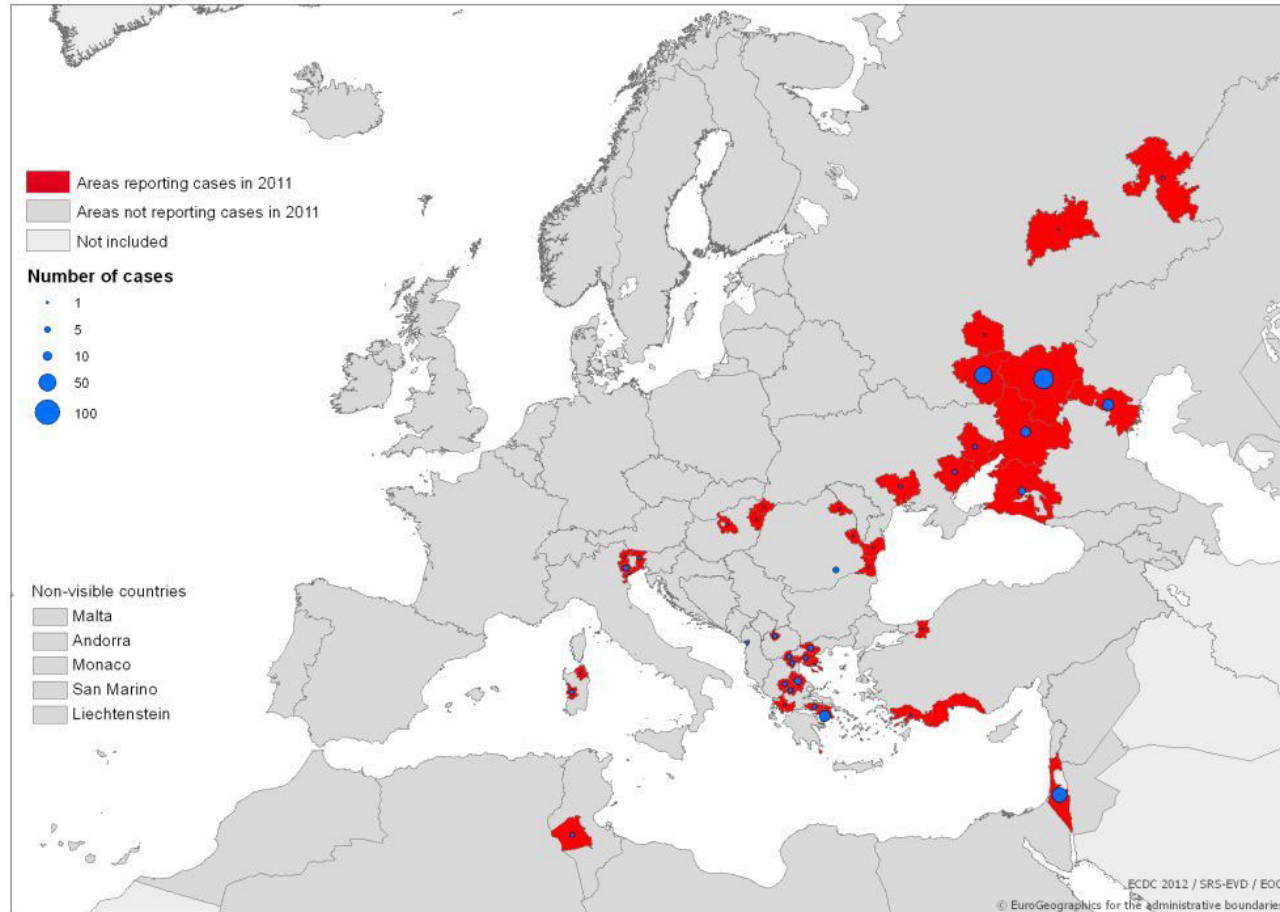 Areas reporting cases in 2011
Areas not reporting cases in 2011
Not included
Number of cases
1
5
10
50
100
Non-visible countries
Malta
Andorra
Monaco
San Marino
Liechtenstein
ECDC 2012 / SRS-EVD / EOC
© EuroGeographics for the administrative boundaries